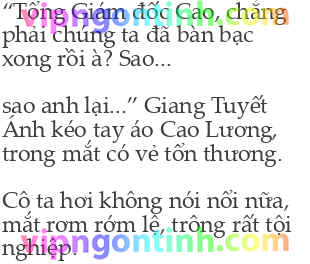 “Tổng Giám đốc Cao, chẳng
phải chúng ta đã bàn bạc
xong rồi à? Sao...
sao anh lại...” Giang Tuyết
Ánh kéo tay áo Cao Lương,
trong mắt có vẻ tổn thương.
Cô ta hơi không nói nổi nữa,
mắt rơm rớm lệ, trông rất tội
nghiệp.
vipngontinh.com
vipngontinh.com